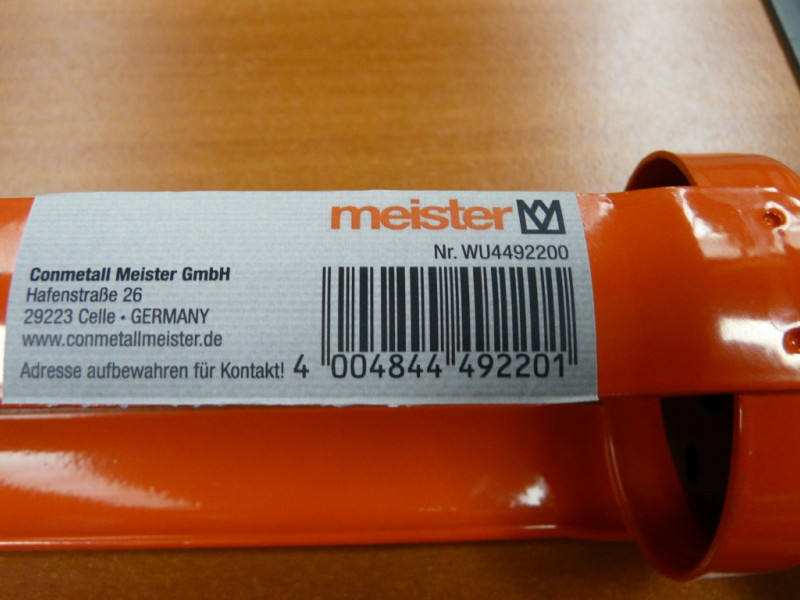 meister
Nr. WU4492200
Conmetall Meister GmbH
Hafenstraße 26
29223 Celle • GERMANY
www.conmetallmeister.de
Adresse aufbewahren für Kontakt!
4 004844 492201